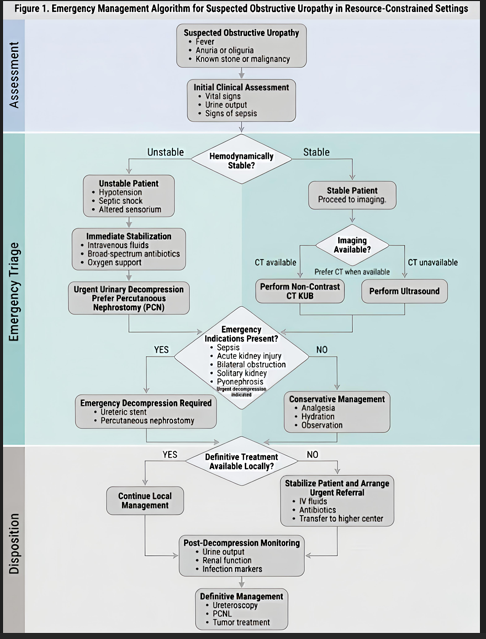 Figure 1. Emergency Management Algorithm for Suspected Obstructive Uropathy in Resource-Constrained Settings
Assessment
Suspected Obstructive Uropathy
• Fever
• Anuria or oliguria
• Known stone or malignancy
Initial Clinical Assessment
• Vital signs
• Urine output
• Signs of sepsis
Emergency Triage
Hemodynamically
Stable?
Unstable
Stable
Unstable Patient
• Hypotension
• Septic shock
• Altered sensorium
Stable Patient
Proceed to imaging.
Immediate Stabilization
• Intravenous fluids
• Broad-spectrum antibiotics
• Oxygen support
Imaging
Available?
CT available
Prefer CT when available
CT unavailable
Urgent Urinary Decompression
Prefer Percutaneous
Nephrostomy (PCN)
Perform Non-Contrast
CT KUB
Perform Ultrasound
Emergency
Indications Present?
• Sepsis
• Acute kidney injury
• Bilateral obstruction
• Solitary kidney
• Pyonephrosis
Urgent decompression
indicated
YES
NO
Emergency Decompression Required
• Ureteric stent
• Percutaneous nephrostomy
Conservative Management
• Analgesia
• Hydration
• Observation
Disposition
Definitive Treatment
Available Locally?
YES
NO
Continue Local
Management
Stabilize Patient and Arrange
Urgent Referral
• IV fluids
• Antibiotics
• Transfer to higher center
Post-Decompression Monitoring
• Urine output
• Renal function
• Infection markers
Definitive Management
• Ureteroscopy
• PCNL
• Tumor treatment